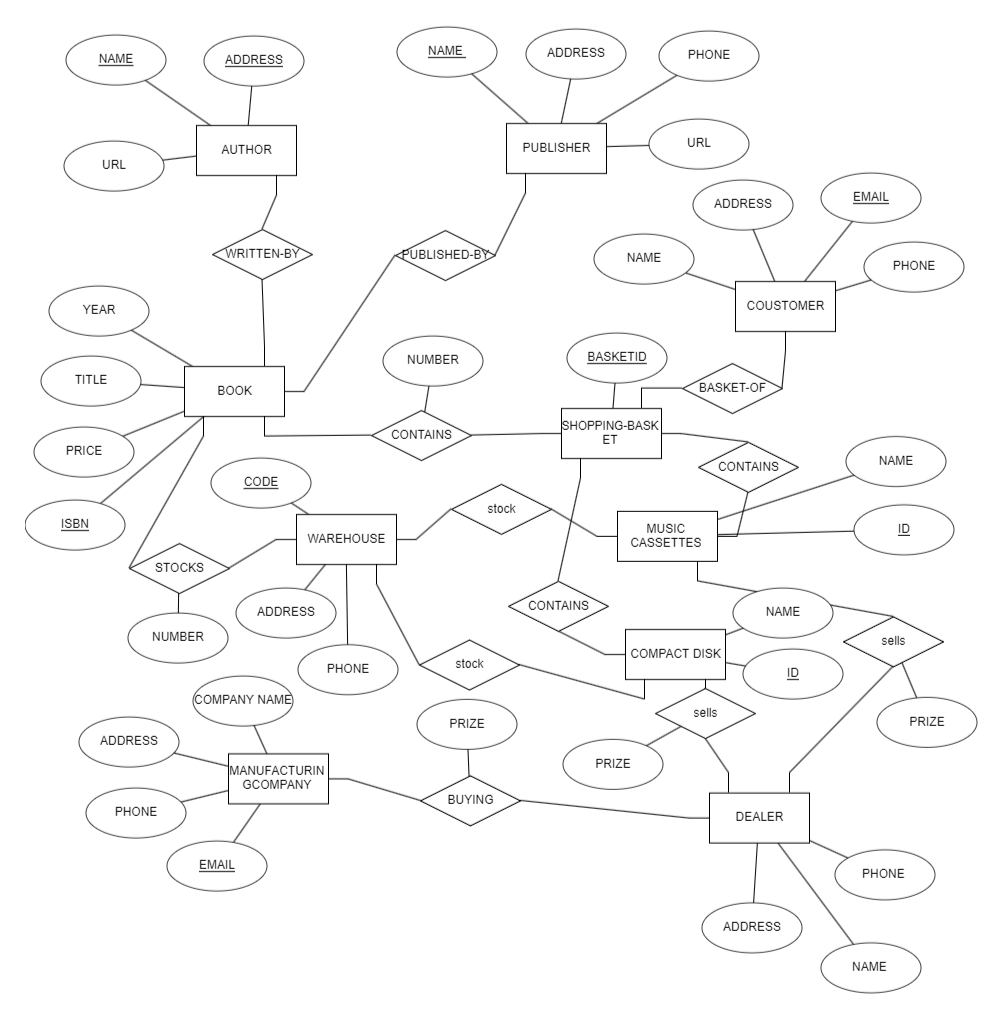 NAME
ADDRESS
NAME
ADDRESS
PHONE
URL
AUTHOR
PUBLISHER
URL
ADDRESS
EMAIL
WRITTEN-BY
PUBLISHED-BY
NAME
PHONE
YEAR
COUSTOMER
TITLE
BOOK
NUMBER
BASKETID
BASKET-OF
PRICE
CONTAINS
SHOPPING-BASK
ET
CONTAINS
NAME
CODE
ISBN
stock
WAREHOUSE
MUSIC
CASSETTES
ID
STOCKS
ADDRESS
CONTAINS
NAME
NUMBER
sells
PHONE
stock
COMPACT DISK
ID
COMPANY NAME
PRIZE
sells
PRIZE
ADDRESS
PRIZE
MANUFACTURIN
GCOMPANY
PHONE
BUYING
DEALER
EMAIL
PHONE
ADDRESS
NAME